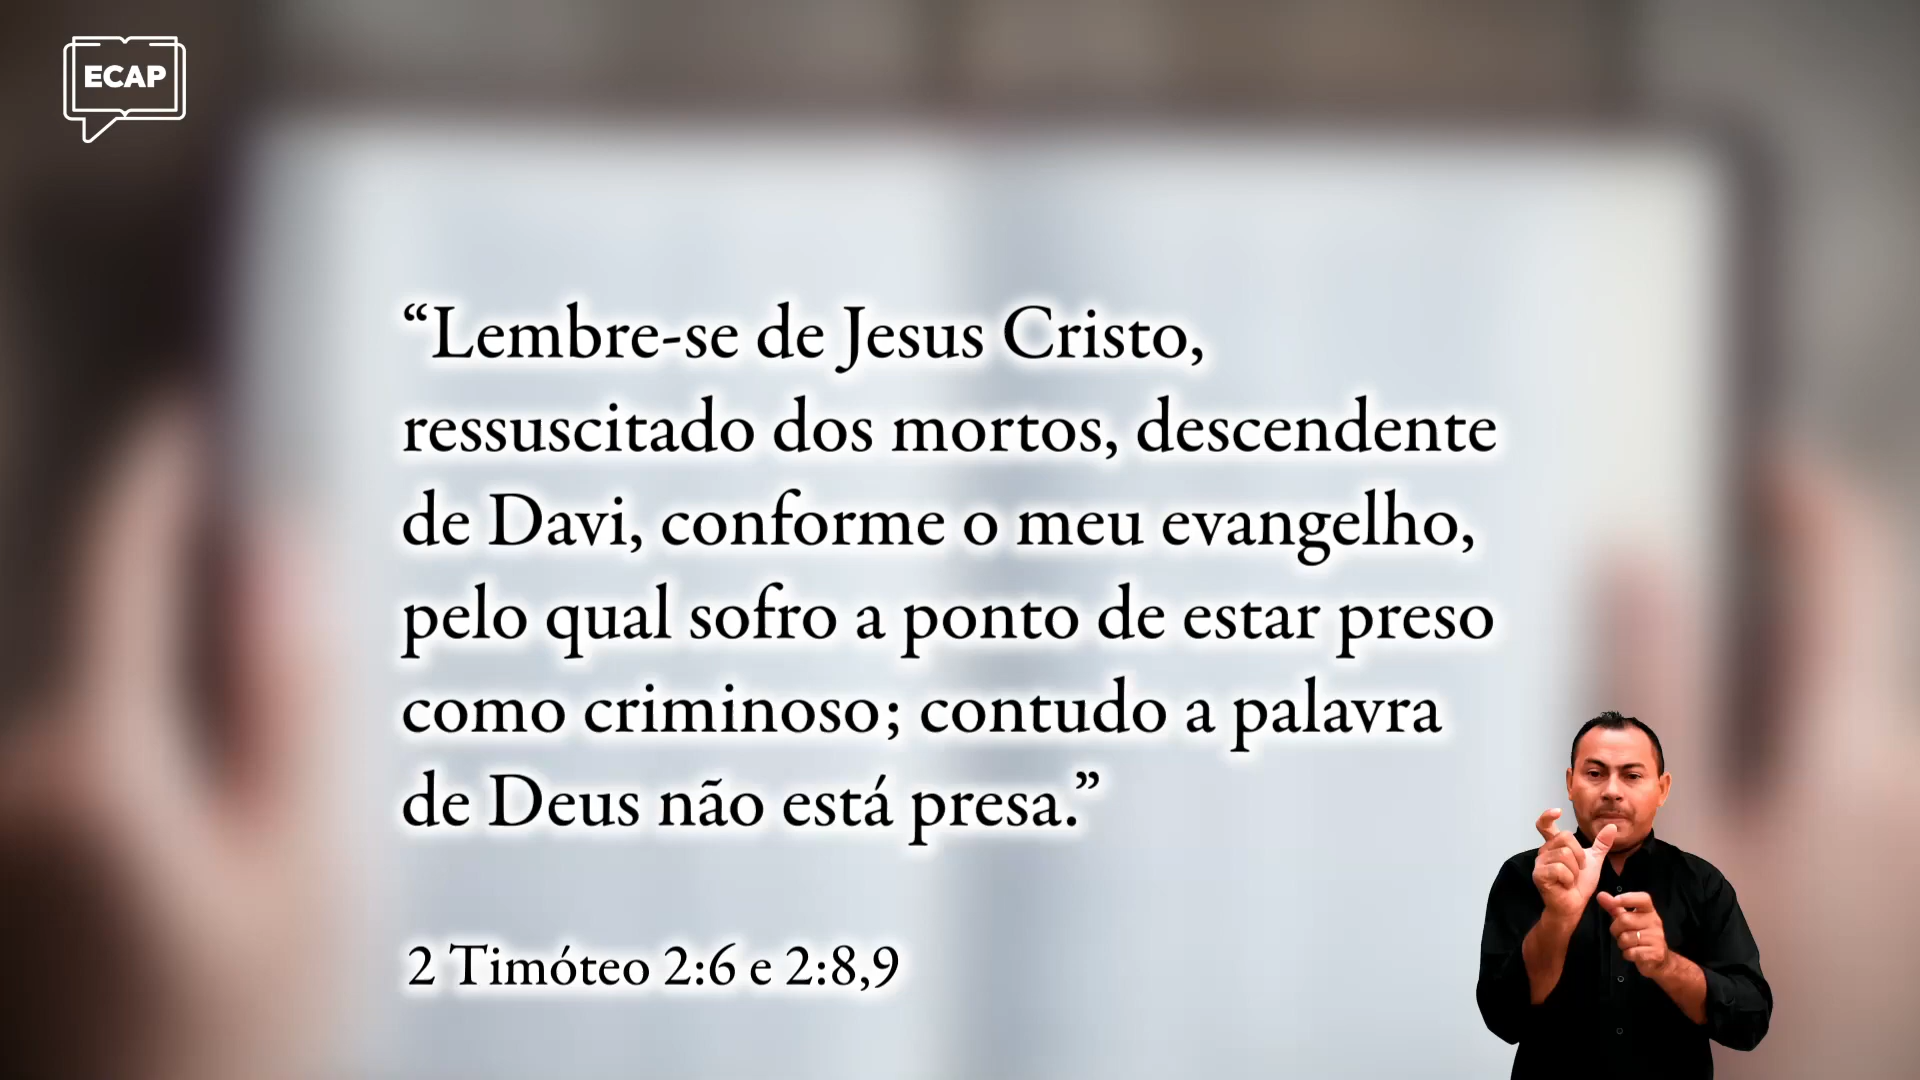 ECAP
“Lembre-se de Jesus Cristo,
ressuscitado dos mortos, descendente
de Davi, conforme o meu evangelho,
pelo qual sofro a ponto de estar preso
como criminoso; contudo a palavra
de Deus não está presa.”
2 Timóteo 2:6 e 2:8,9